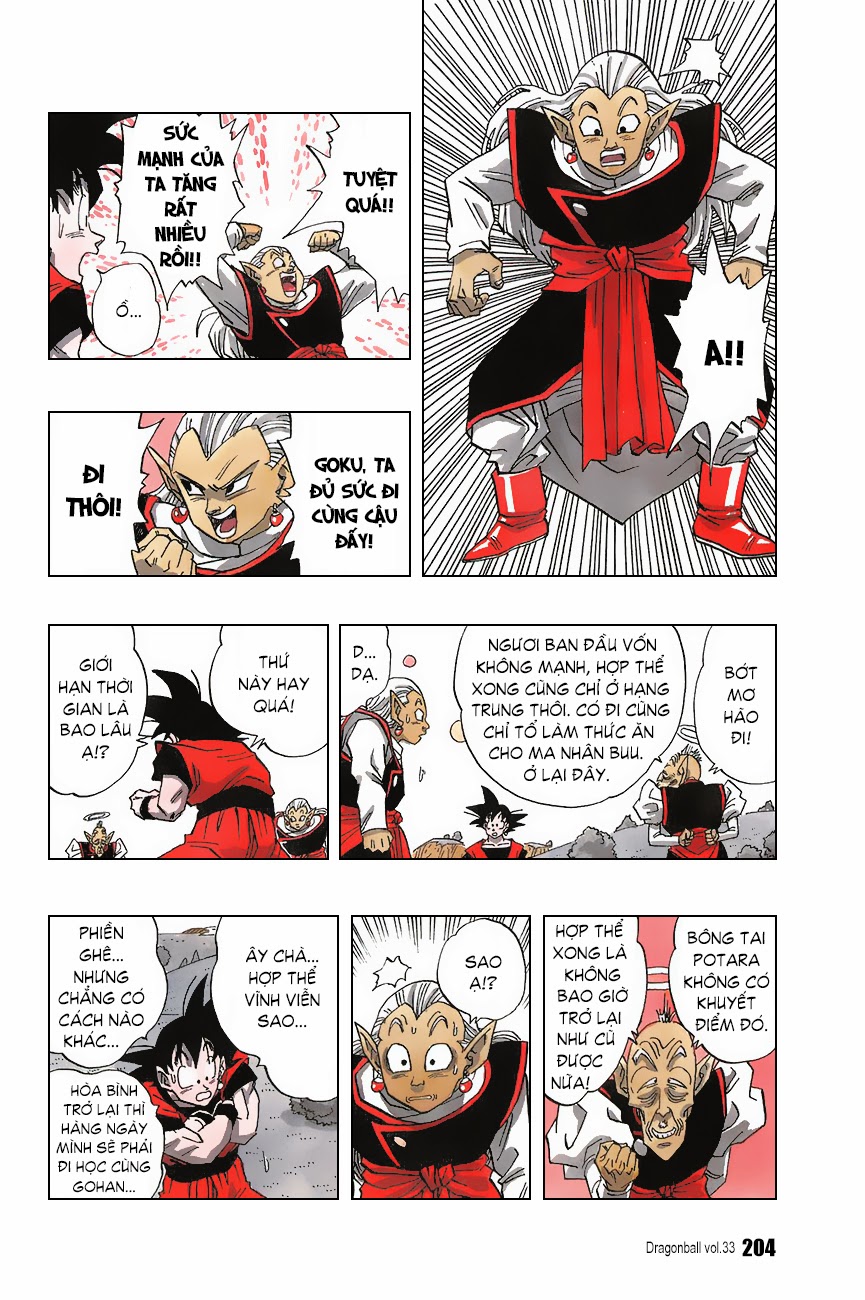 A!!
TUYỆT
QUÁ!!
SỨC
MẠNH CỦA
TA TĂNG
RẤT
NHIỀU
RỒI!!
Ồ...
GOKU, TA
ĐỦ SỨC ĐI
CÙNG CẬU
ĐẤY!
ĐI
THÔI!
BỚT
MƠ
HÃO
ĐI!
NGƯƠI BAN ĐẦU VỐN
KHÔNG MẠNH, HỢP THỂ
XONG CŨNG CHỈ Ở HẠNG
TRUNG THÔI. CÓ ĐI CŨNG
CHỈ TỔ LÀM THỨC ĂN
CHO MA NHÂN BUU.
Ở LẠI ĐÂY.
D...
DẠ.
THỨ
NÀY HAY
QUÁ!
GIỚI
HẠN THỜI
GIAN LÀ
BAO LÂU
Ạ!?
BÔNG TAI
POTARA
KHÔNG CÓ
KHUYẾT
ĐIỂM ĐÓ.
HỢP THỂ
XONG LÀ
KHÔNG
BAO GIỜ
TRỞ LẠI
NHƯ CŨ
ĐƯỢC
NỮA!
SAO
Ạ!?
ÂY CHÀ...
HỢP THỂ
VĨNH VIỄN
SAO...
PHIỀN
GHÊ...
NHƯNG
CHẲNG CÓ
CÁCH NÀO
KHÁC...
HÒA BÌNH
TRỞ LẠI THÌ
HÀNG NGÀY
MÌNH SẼ PHẢI
ĐI HỌC CÙNG
GOHAN...
Dragonball vol.33 204